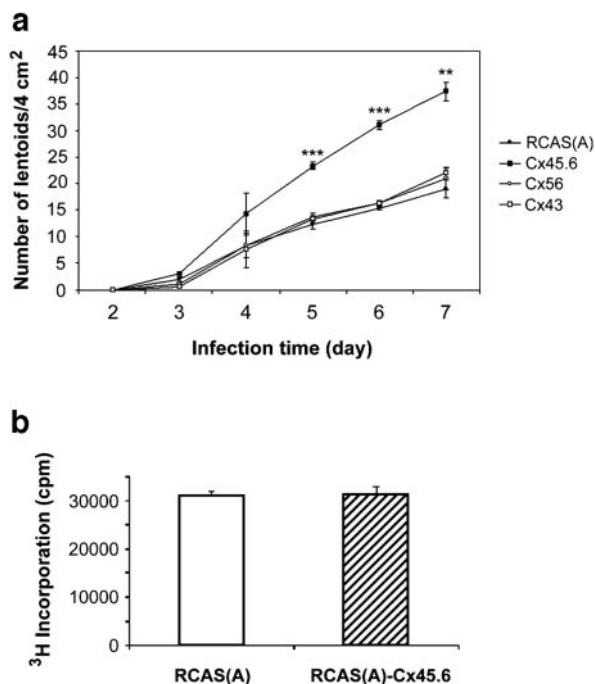 a
Number of lentoids/4 cm²
45
40
35
30
25
20
15
10
5
0
***
***
**
2 3 4 5 6 7
Infection time (day)
RCAS(A)
Cx45.6
Cx56
Cx43
b
³H Incorporation (cpm)
30000
20000
10000
0
RCAS(A) RCAS(A)-Cx45.6